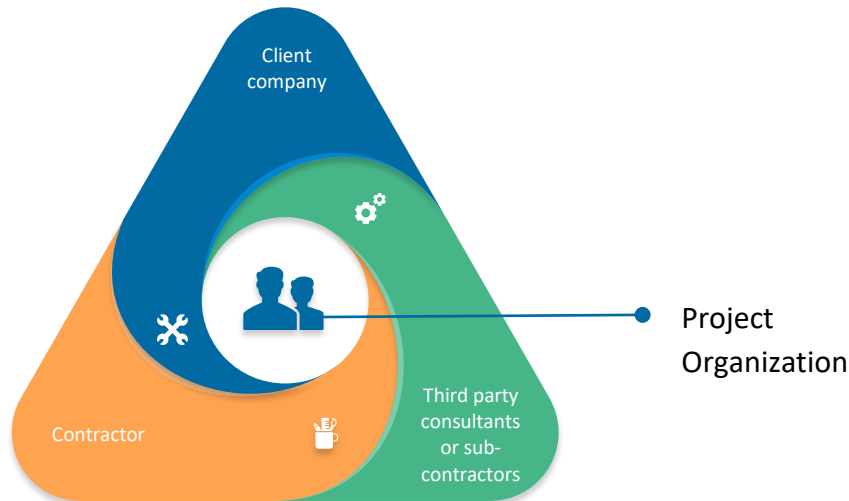 Client
company
Project
Organization
Third party
consultants
or sub-
contractors
Contractor